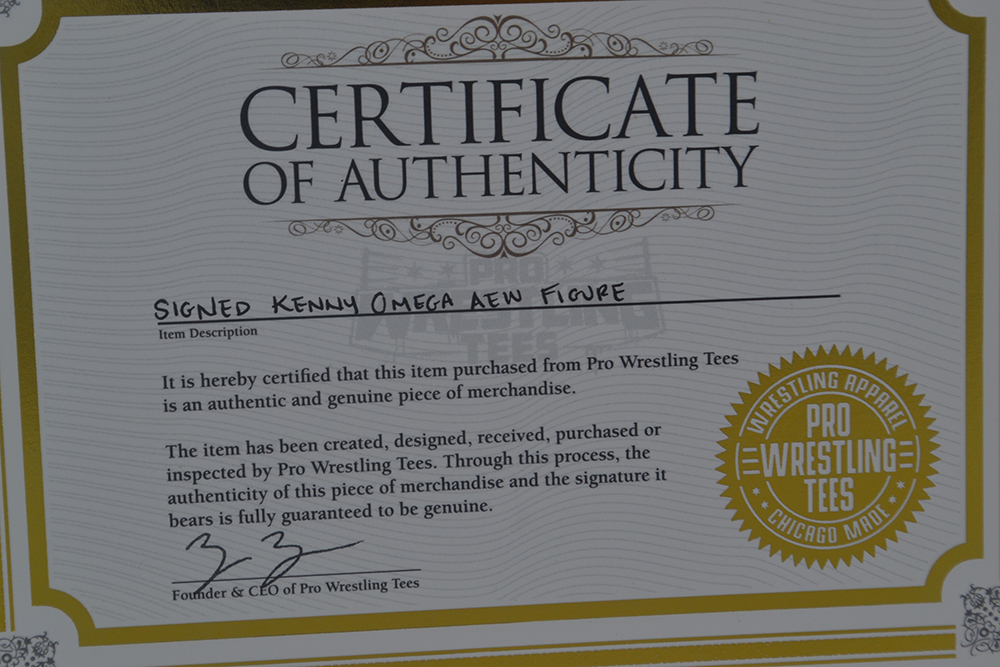 CERTIFICATE
OF AUTHENTICITY
SIGNED KENNY OMEGA AEW FIGURE
Item Description
PRO
WRESTLING
TEES
It is hereby certified that this item purchased from Pro Wrestling Tees
is an authentic and genuine piece of merchandise.
The item has been created, designed, received, purchased or
inspected by Pro Wrestling Tees. Through this process, the
authenticity of this piece of merchandise and the signature it
bears is fully guaranteed to be genuine.
Founder & CEO of Pro Wrestling Tees
WRESTLING APPAREL
PRO
WRESTLING
TEES
CHICAGO MADE